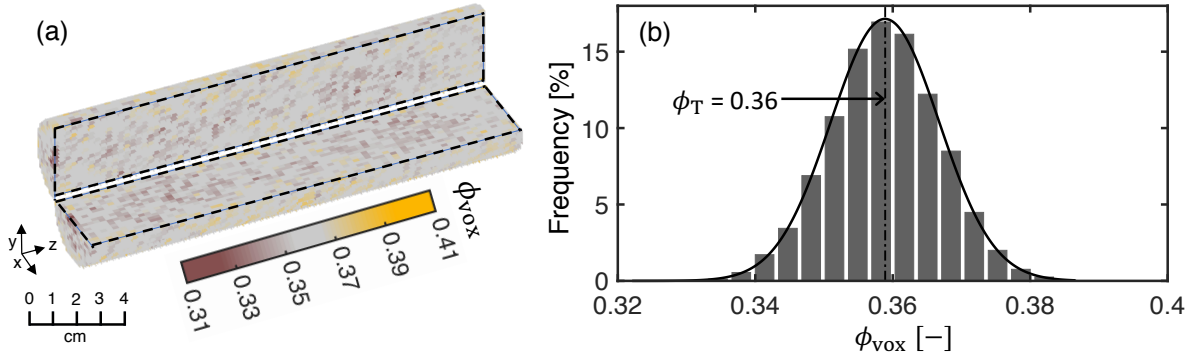 (a)
y
z
x
0 1 2 3 4
cm
0.31 0.33 0.35 0.37 0.39 0.41
ϕvox
(b)
Frequency [%]
15
10
5
0
ϕT = 0.36
0.32 0.34 0.36 0.38 0.4
ϕvox [−]